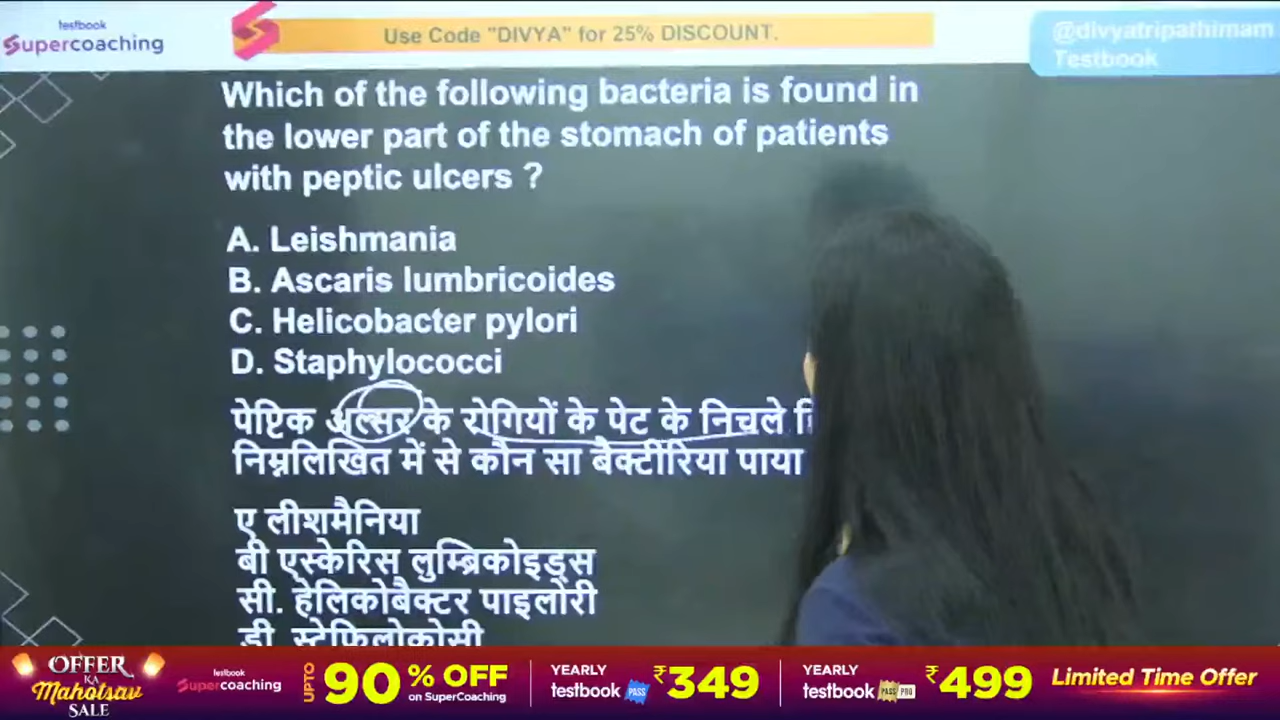 testbook
Supercoaching
Use Code "DIVYA" for 25% DISCOUNT.
@divyatripathimam
Testbook
Which of the following bacteria is found in
the lower part of the stomach of patients
with peptic ulcers ?
A. Leishmania
B. Ascaris lumbricoides
C. Helicobacter pylori
D. Staphylococci
पेप्टिक अल्सर के रोगियों के पेट के निचले
निम्नलिखित में से कौन सा बैक्टीरिया पाया
ए लीशमैनिया
बी एस्केरिस लुम्ब्रिकोइड्स
सी. हेलिकोबैक्टर पाइलोरी
डी. स्टेफिलोकोसी
OFFER
KA
Mahotsav
SALE
testbook
Supercoaching
UPTO 90% OFF
on SuperCoaching
YEARLY
testbook PASS
₹349
YEARLY
testbook PASS PRO
₹499
Limited Time Offer